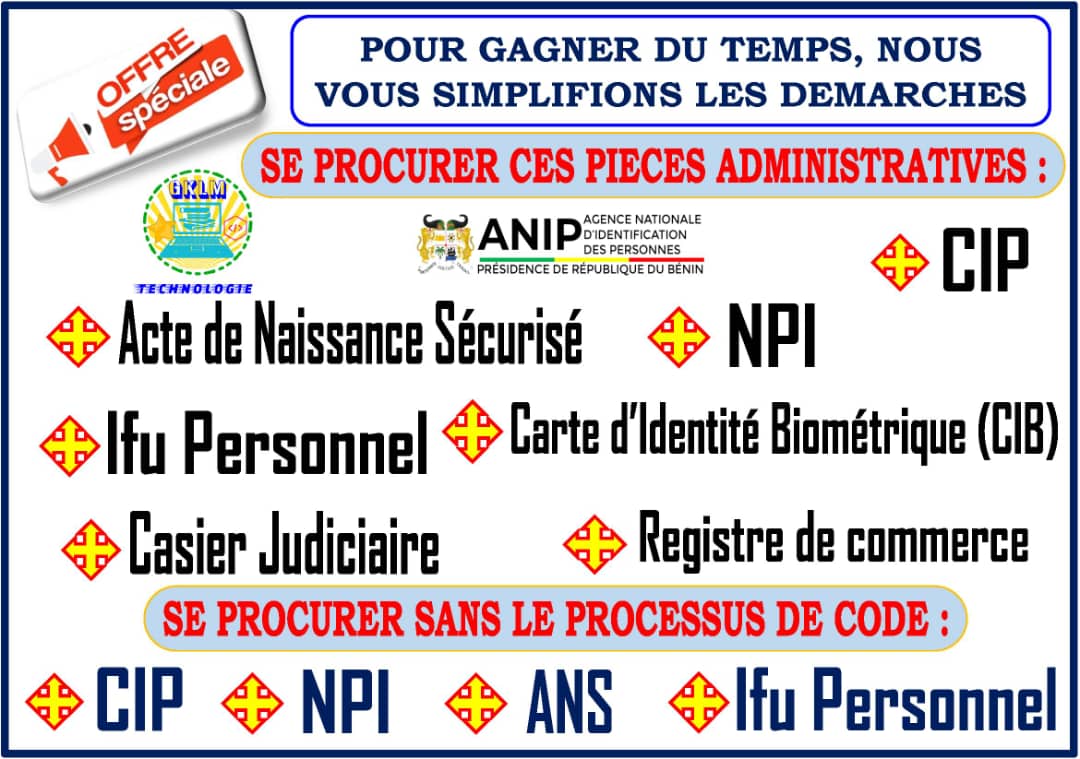 OFFRE
spéciale
POUR GAGNER DU TEMPS, NOUS
VOUS SIMPLIFIONS LES DEMARCHES
SE PROCURER CES PIECES ADMINISTRATIVES :
GKLM
TECHNOLOGIE
ANIP
AGENCE NATIONALE
D'IDENTIFICATION
DES PERSONNES
PRÉSIDENCE DE RÉPUBLIQUE DU BÉNIN
CIP
Acte de Naissance Sécurisé
NPI
Ifu Personnel
Carte d'Identité Biométrique (CIB)
Casier Judiciaire
Registre de commerce
SE PROCURER SANS LE PROCESSUS DE CODE :
CIP NPI ANS Ifu Personnel